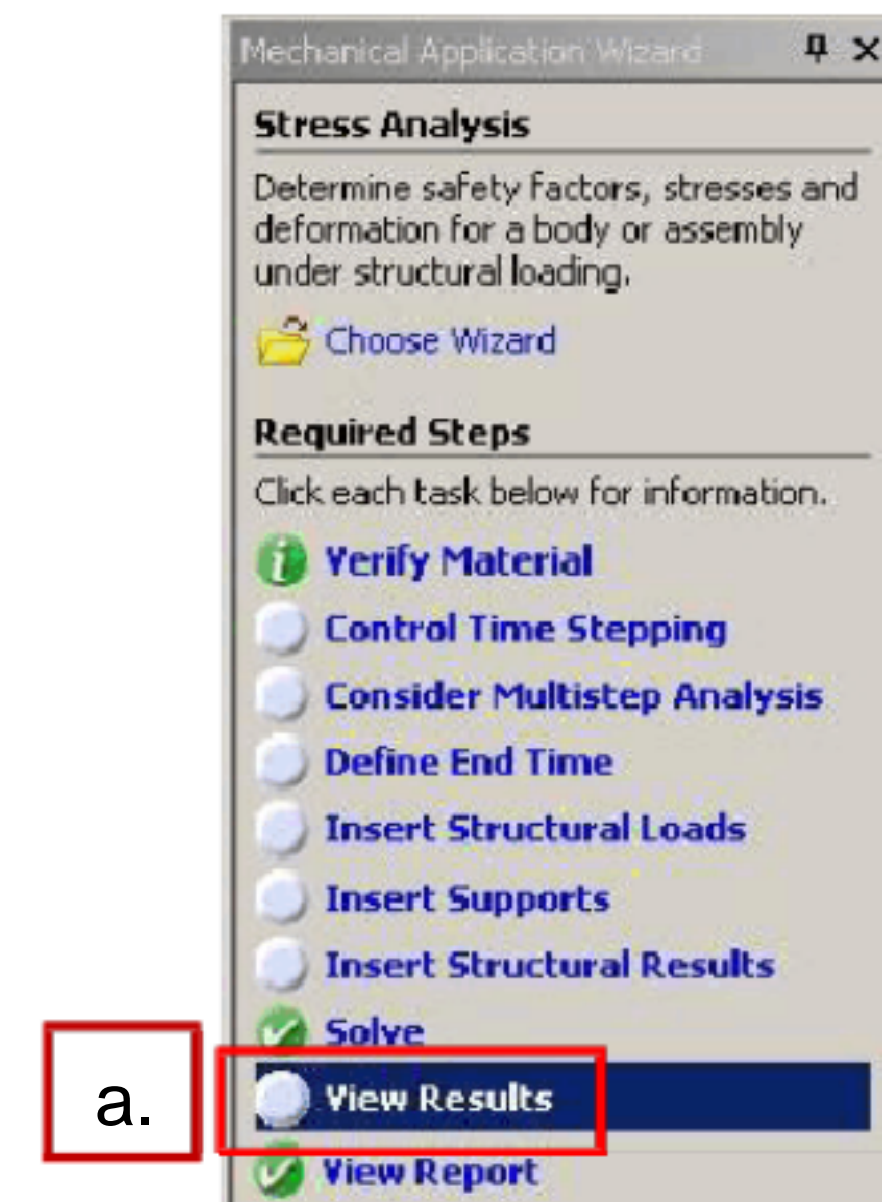 Mechanical Application Wizard
Stress Analysis
Determine safety factors, stresses and
deformation for a body or assembly
under structural loading.
Choose Wizard
Required Steps
Click each task below for information.
Verify Material
Control Time Stepping
Consider Multistep Analysis
Define End Time
Insert Structural Loads
Insert Supports
Insert Structural Results
Solve
a.
View Results
View Report